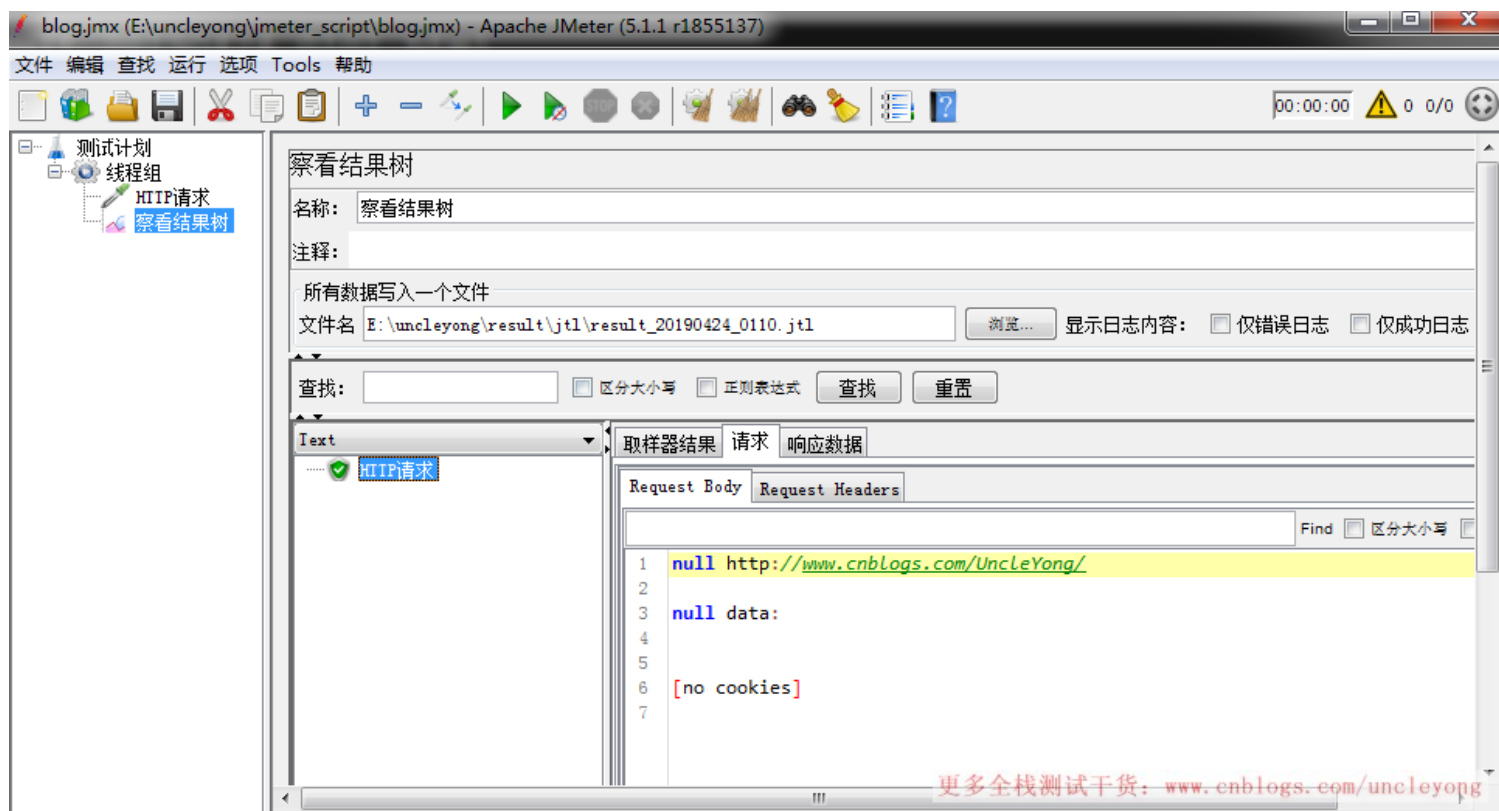 blog.jmx (E:\uncleyong\jmeter_script\blog.jmx) - Apache JMeter (5.1.1 r1855137)
文件 编辑 查找 运行 选项 Tools 帮助
STOP 00:00:00 0 0/0
测试计划
线程组
HTTP请求
察看结果树
察看结果树
名称： 察看结果树
注释：
所有数据写入一个文件
文件名 E:\uncleyong\result\jtl\result_20190424_0110.jtl 浏览... 显示日志内容： 仅错误日志 仅成功日志
查找： 区分大小写 正则表达式 查找 重置
Text
HTTP请求
取样器结果 请求 响应数据
Request Body Request Headers
Find 区分大小写
1 null http://www.cnblogs.com/UncleYong/
2
3 null data:
4
5
6 [no cookies]
7
更多全栈测试干货：www.cnblogs.com/uncleyong